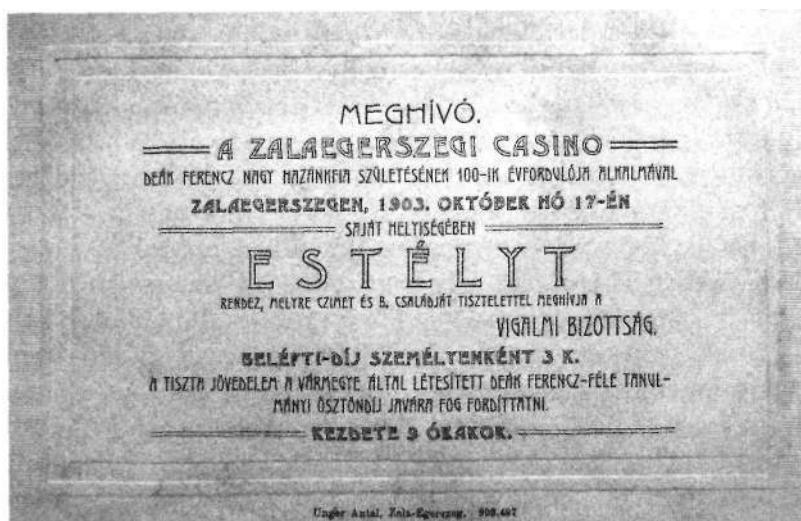 MEGHÍVÓ.
A ZALAEGERSZEGI CASINO
DEÁK FERENCZ NAGY HAZÁNKFIA SZÜLETÉSÉNEK 100-IK ÉVFORDULÓJA ALKALMÁVAL
ZALAEGERSZEGEN, 1903. OKTÓBER HÓ 17-ÉN
SAJÁT HELYISÉGÉBEN
ESTÉLYT
RENDEZ, MELYRE CZIMET ÉS B. CSALÁDJÁT TISZTELETTEL MEGHÍVJA A
VIGALMI BIZOTTSÁG.
BELÉPTI-DÍJ SZEMÉLYENKÉNT 3 K.
A TISZTA JÖVEDELEM A VÁRMEGYE ÁLTAL LÉTESÍTETT DEÁK FERENCZ-FÉLE TANUL-
MÁNYI ÖSZTÖNDÍJ JAVÁRA FOG FORDÍTTATNI.
KEZDETE 9 ÓRAKOR.
Unger Antal, Zala-Egerszeg. 903.497